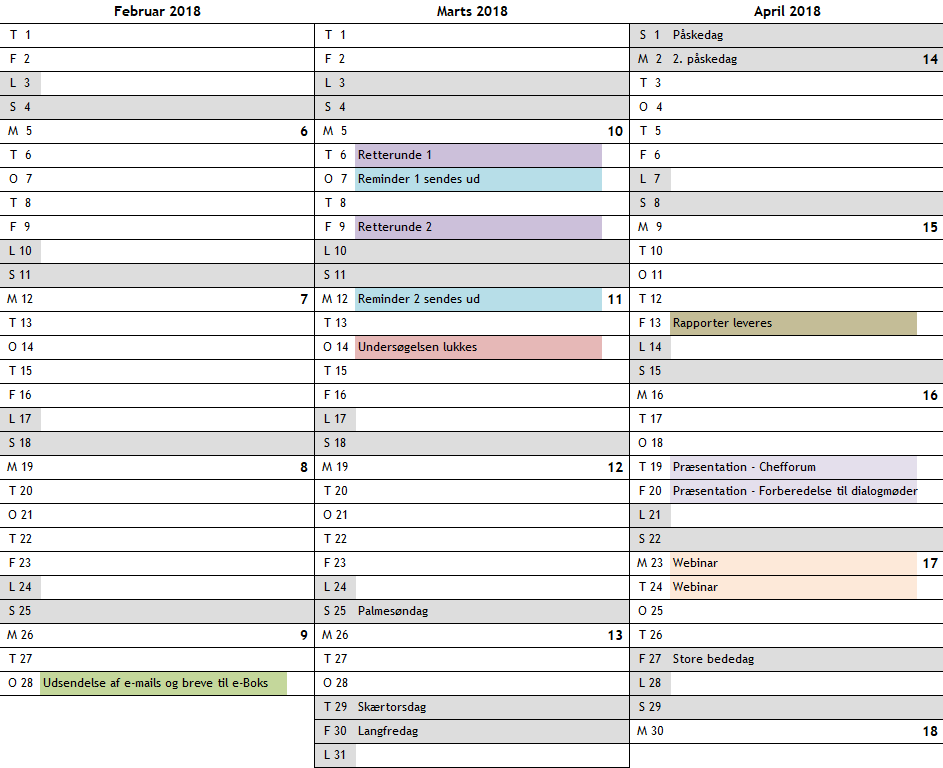 Februar 2018
T 1
F 2
L 3
S 4
M 5 6
T 6
O 7
T 8
F 9
L 10
S 11
M 12 7
T 13
O 14
T 15
F 16
L 17
S 18
M 19 8
T 20
O 21
T 22
F 23
L 24
S 25
M 26 9
T 27
O 28 Udsendelse af e-mails og breve til e-Boks
Marts 2018
T 1
F 2
L 3
S 4
M 5 10
T 6 Retterunde 1
O 7 Reminder 1 sendes ud
T 8
F 9 Retterunde 2
L 10
S 11
M 12 Reminder 2 sendes ud 11
T 13
O 14 Undersøgelsen lukkes
T 15
F 16
L 17
S 18
M 19 12
T 20
O 21
T 22
F 23
L 24
S 25 Palmesøndag
M 26 13
T 27
O 28
T 29 Skærtorsdag
F 30 Langfredag
L 31
April 2018
S 1 Påskedag
M 2 2. påskedag 14
T 3
O 4
T 5
F 6
L 7
S 8
M 9 15
T 10
O 11
T 12
F 13 Rapporter leveres
L 14
S 15
M 16 16
T 17
O 18
T 19 Præsentation - Chefforum
F 20 Præsentation - Forberedelse til dialogmøder
L 21
S 22
M 23 Webinar 17
T 24 Webinar
O 25
T 26
F 27 Store bededag
L 28
S 29
M 30 18